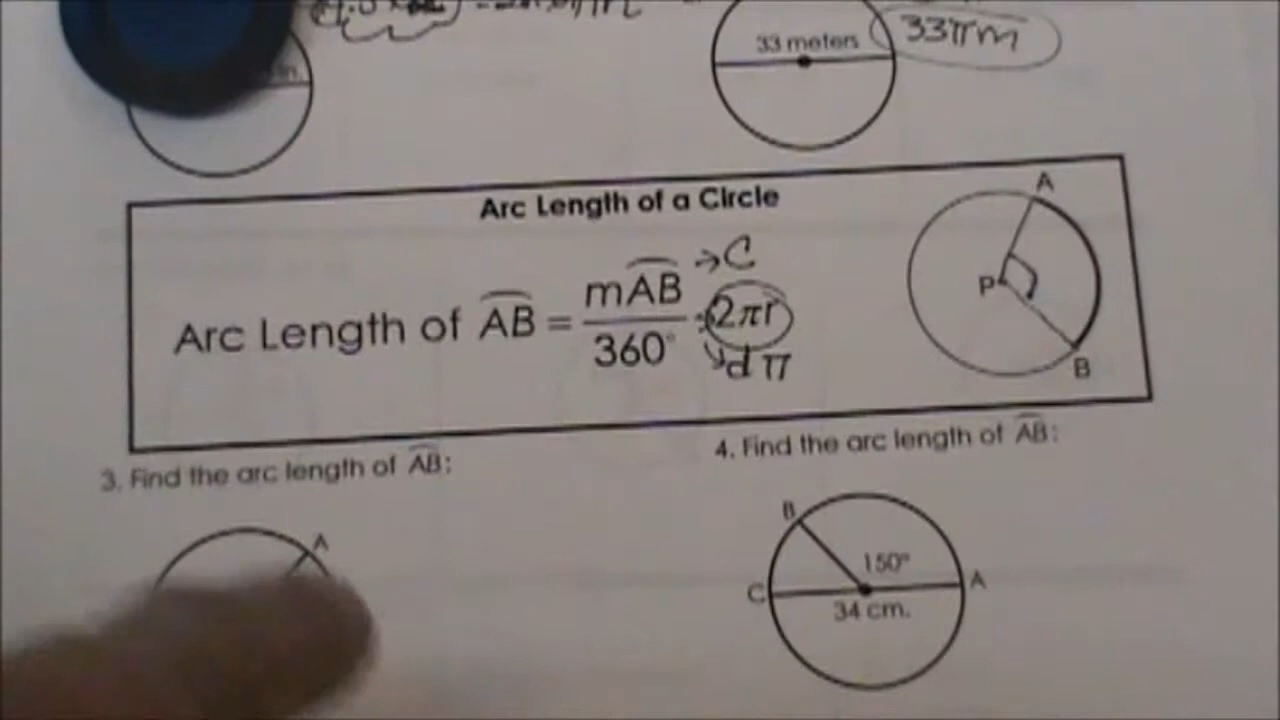 33 meters
33πm
Arc Length of a Circle
A
Arc Length of AB = mAB/360° · 2πr
→C
→dπ
P
B
3. Find the arc length of AB:
4. Find the arc length of AB:
A
B
150°
C
A
34 cm.